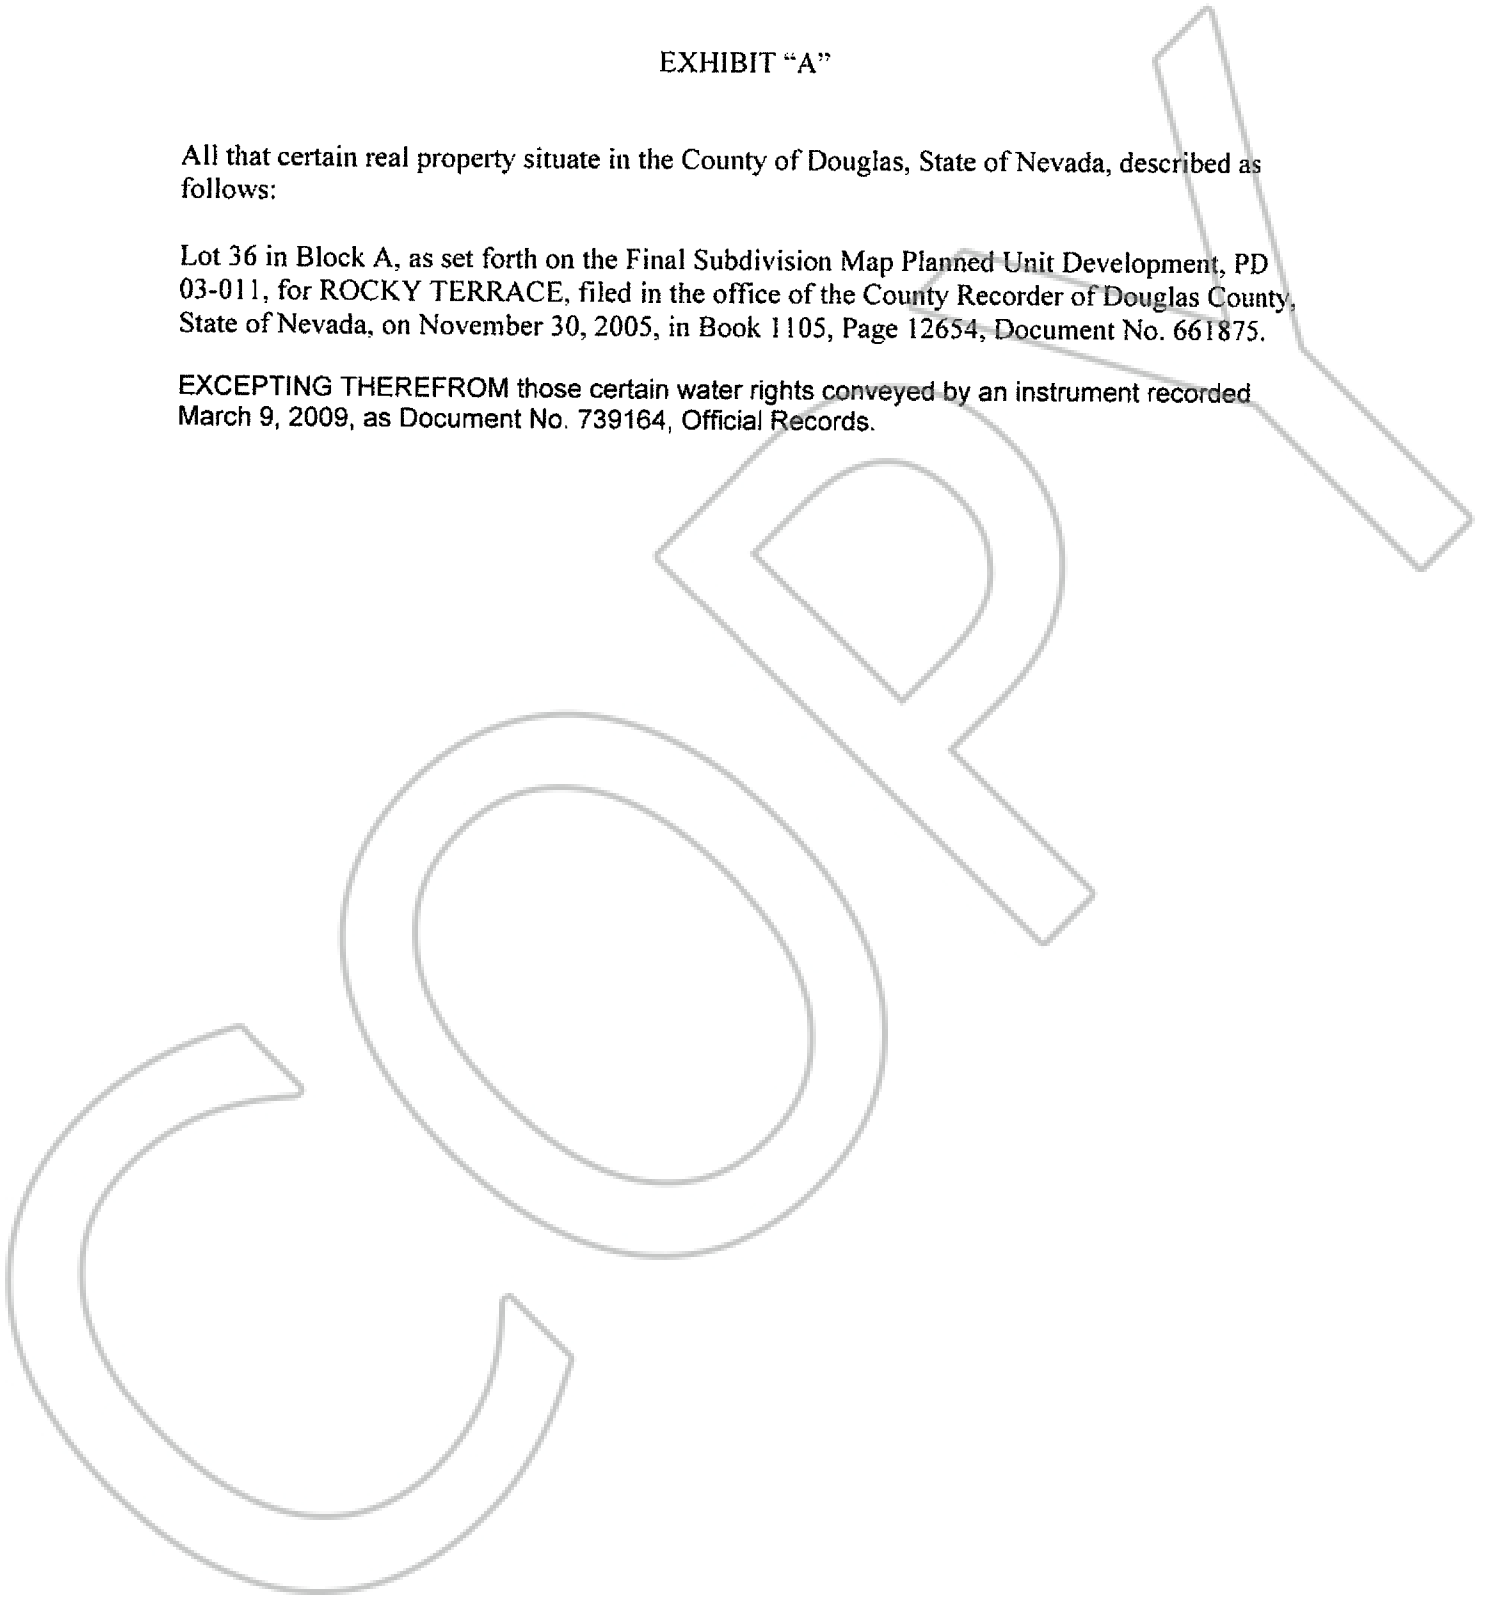 EXHIBIT “A”
All that certain real property situate in the County of Douglas, State of Nevada, described as
follows:
Lot 36 in Block A, as set forth on the Final Subdivision Map Planned Unit Development, PD
03-011, for ROCKY TERRACE, filed in the office of the County Recorder of Douglas County,
State of Nevada, on November 30, 2005, in Book 1105, Page 12654, Document No. 661875.
EXCEPTING THEREFROM those certain water rights conveyed by an instrument recorded
March 9, 2009, as Document No. 739164, Official Records.
COPY